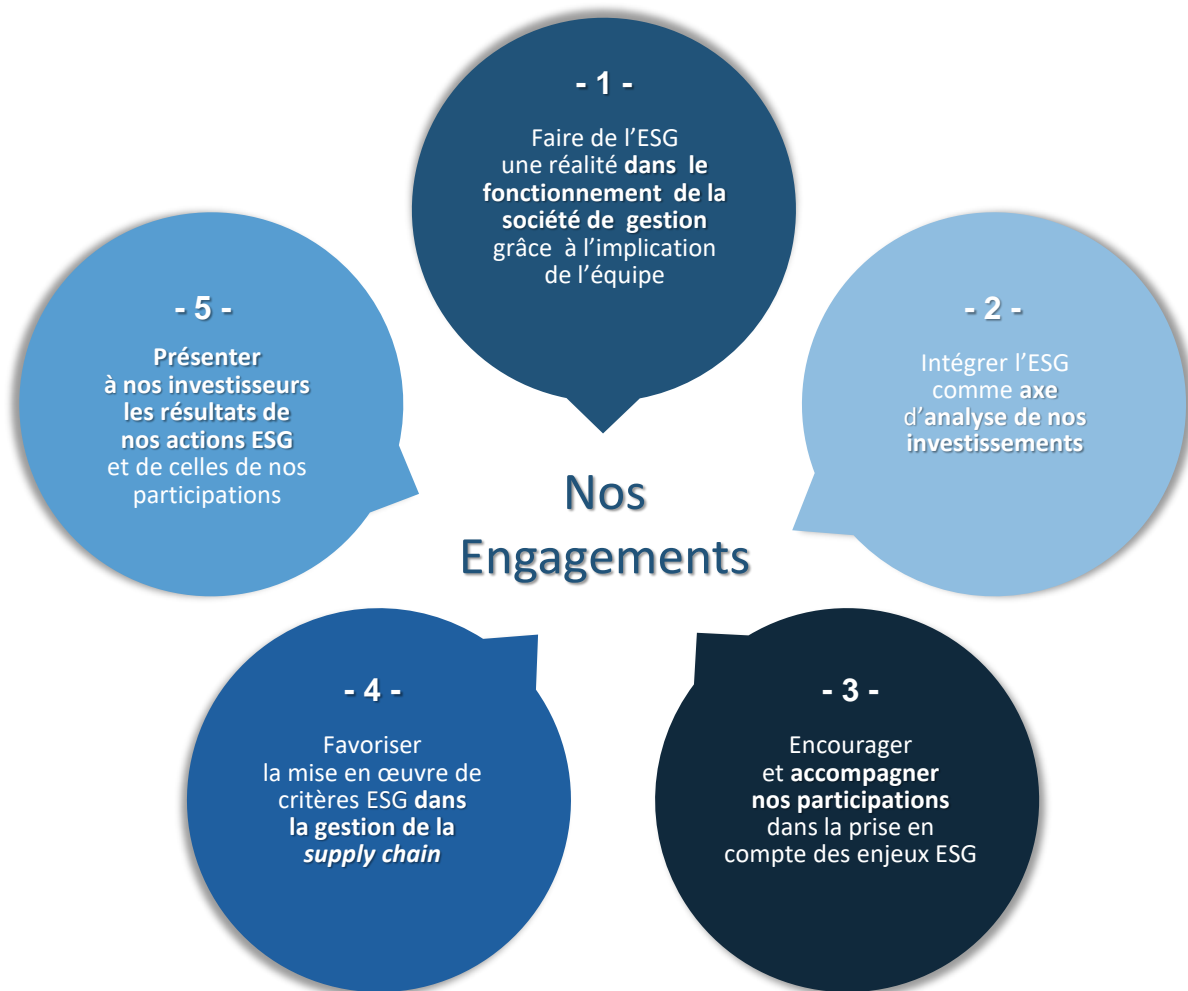 - 1 -
Faire de l’ESG
une réalité dans le
fonctionnement de la
société de gestion
grâce à l’implication
de l’équipe
- 2 -
Intégrer l’ESG
comme axe
d’analyse de nos
investissements
- 3 -
Encourager
et accompagner
nos participations
dans la prise en
compte des enjeux ESG
- 4 -
Favoriser
la mise en œuvre de
critères ESG dans
la gestion de la
supply chain
- 5 -
Présenter
à nos investisseurs
les résultats de
nos actions ESG
et de celles de nos
participations
Nos
Engagements